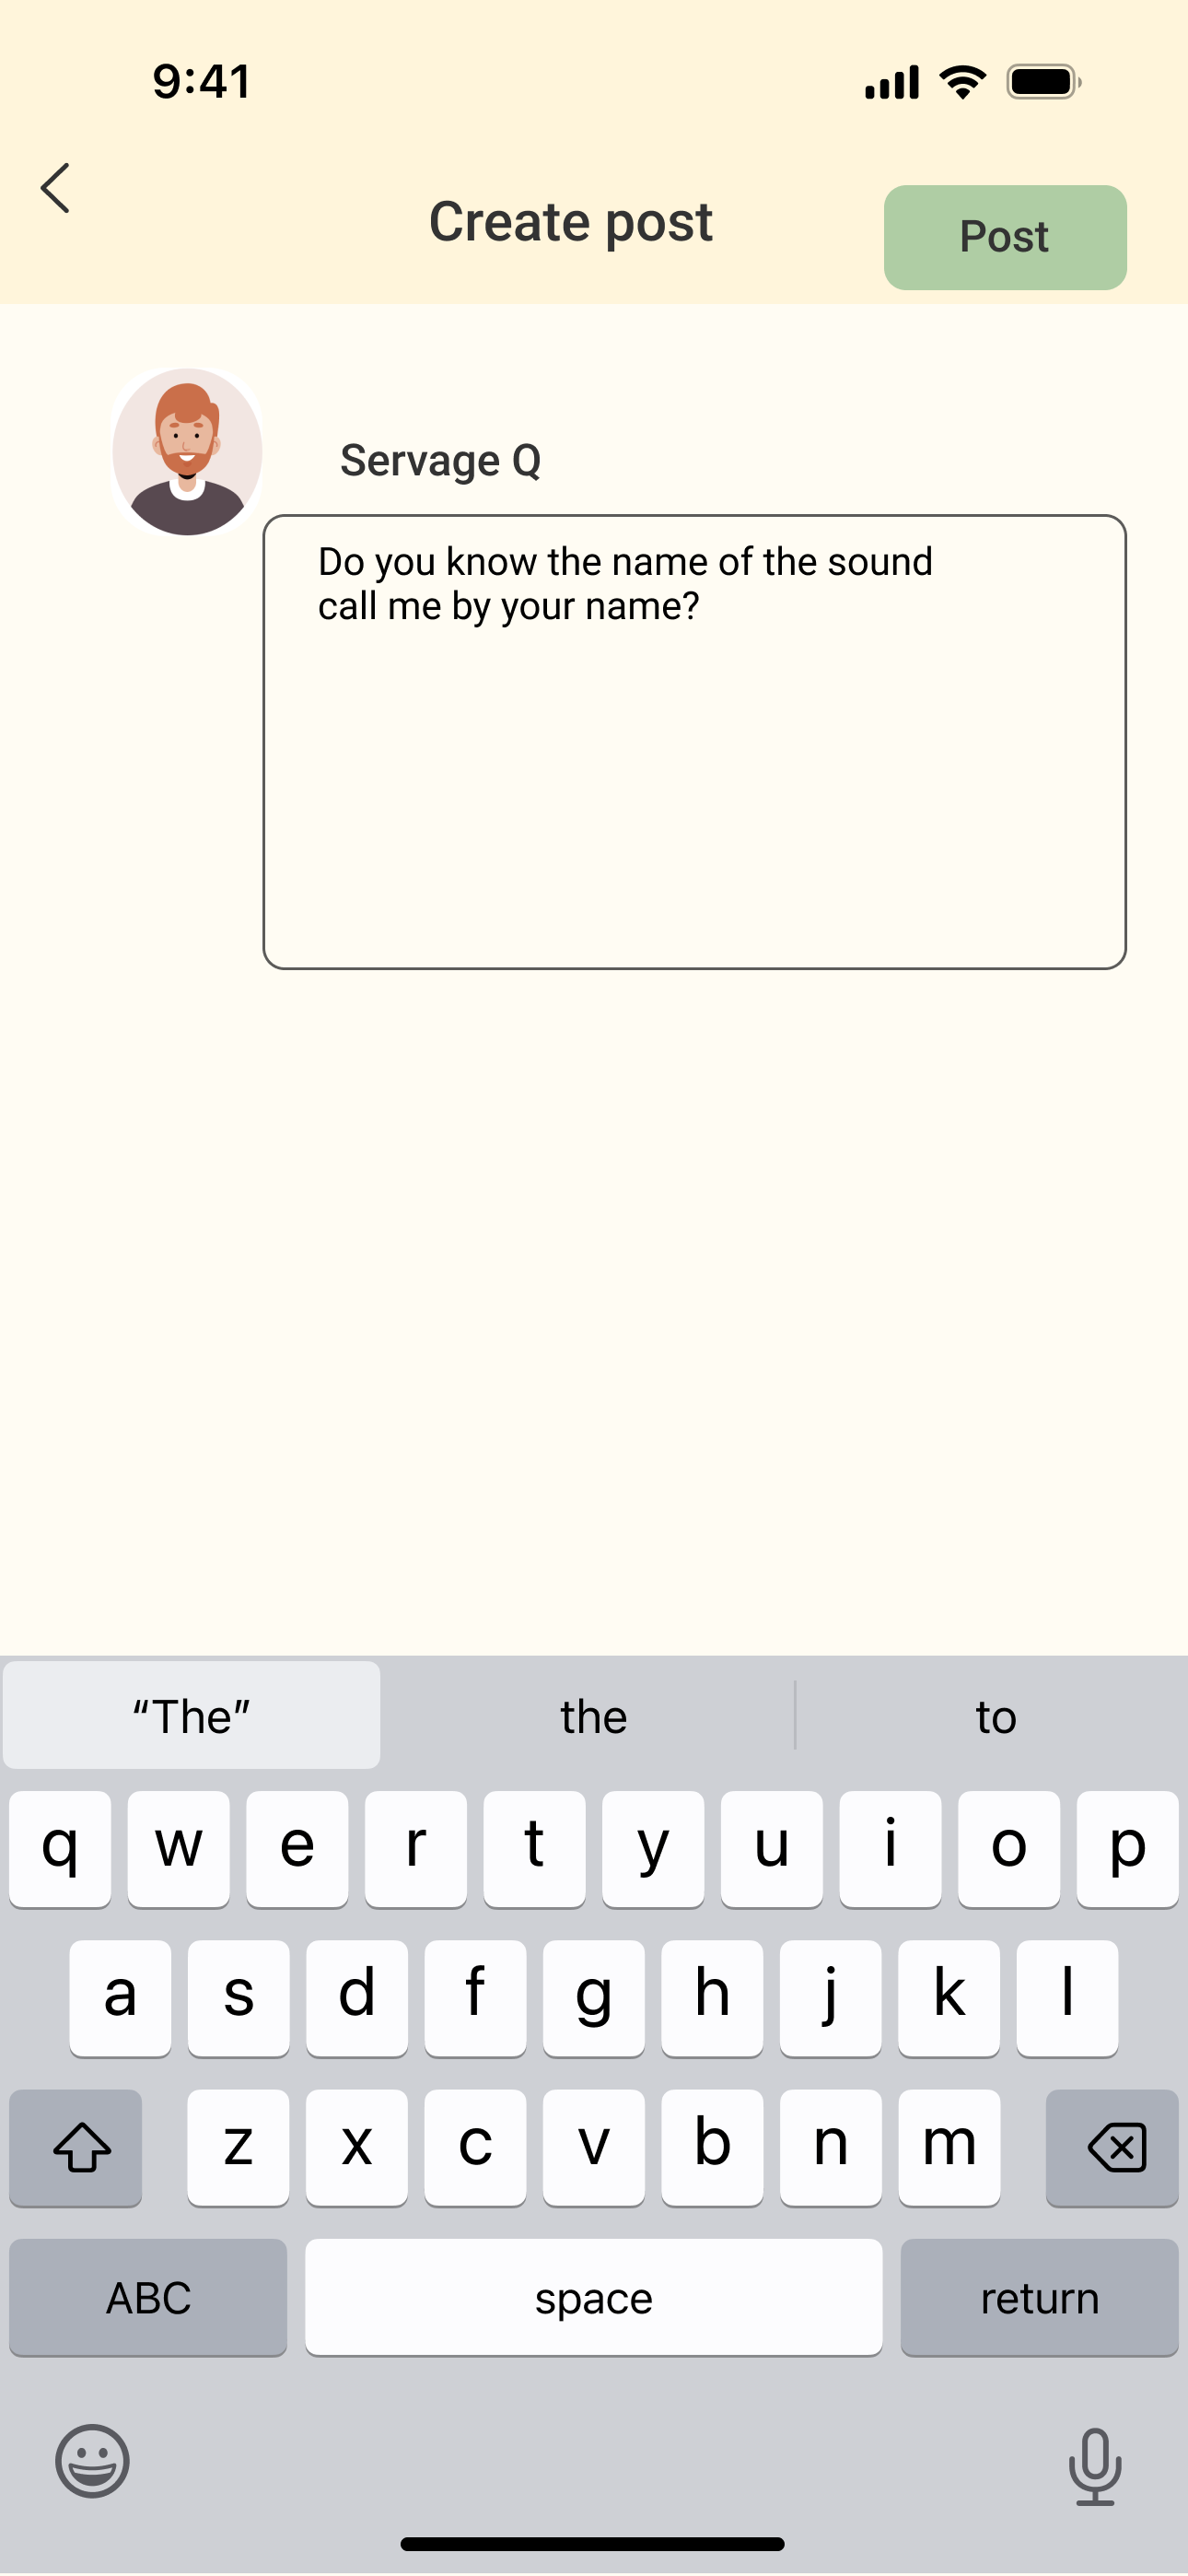 9:41
Create post
Post
Servage Q
Do you know the name of the sound
call me by your name?
“The”
the
to
q w e r t y u i o p
a s d f g h j k l
z x c v b n m
ABC
space
return